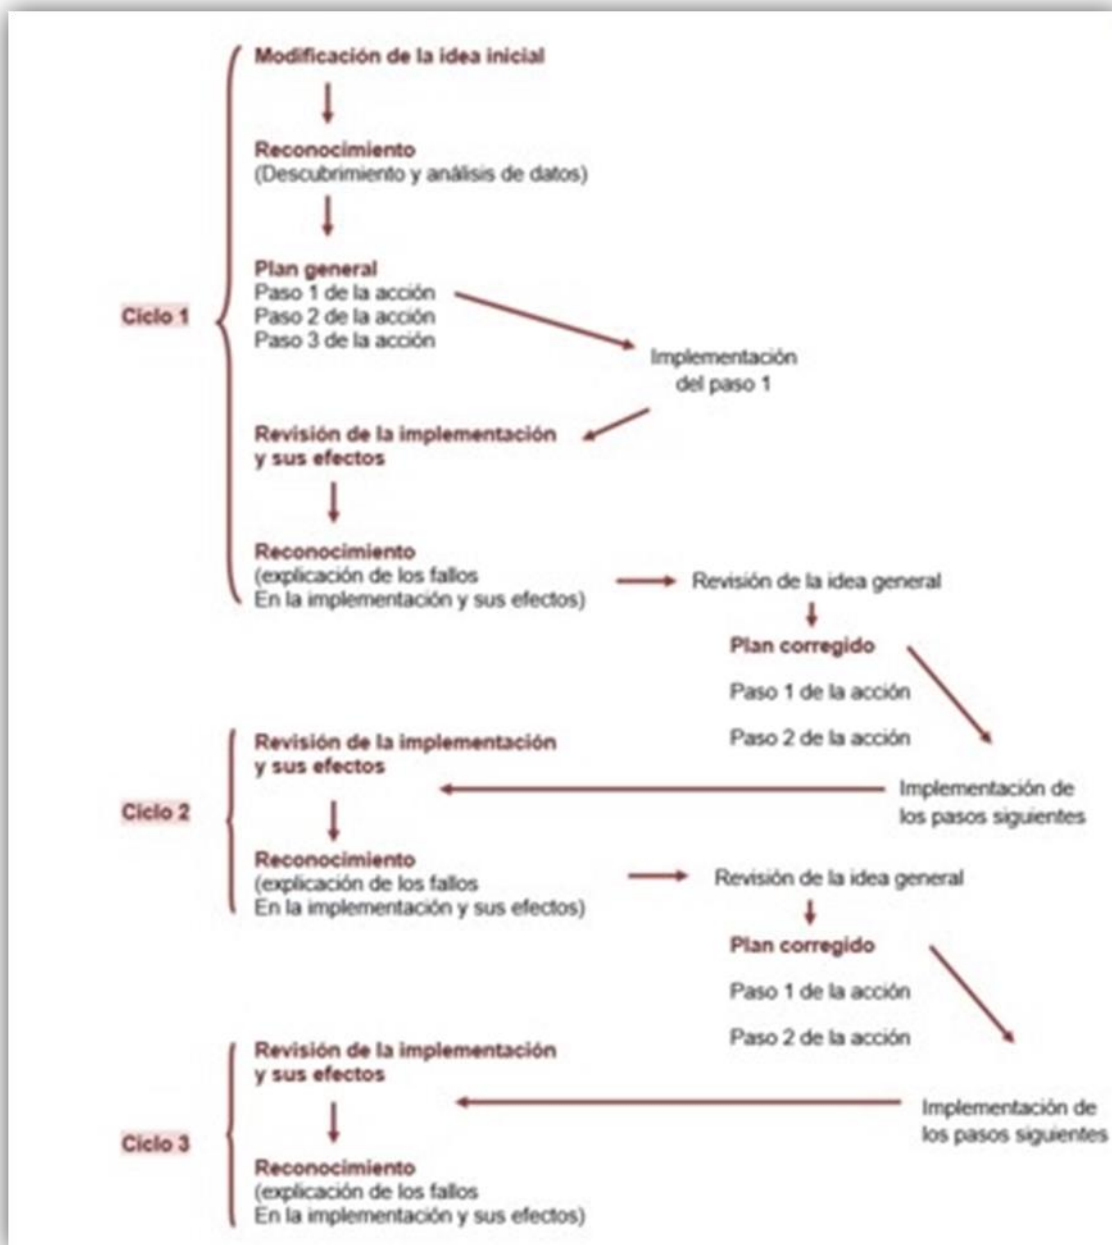 Modificación de la idea inicial
Reconocimiento
(Descubrimiento y análisis de datos)
Plan general
Paso 1 de la acción
Paso 2 de la acción
Paso 3 de la acción
Ciclo 1
Implementación
del paso 1
Revisión de la implementación
y sus efectos
Reconocimiento
(explicación de los fallos
En la implementación y sus efectos)
Revisión de la idea general
Plan corregido
Paso 1 de la acción
Paso 2 de la acción
Implementación de
los pasos siguientes
Revisión de la implementación
y sus efectos
Ciclo 2
Reconocimiento
(explicación de los fallos
En la implementación y sus efectos)
Revisión de la idea general
Plan corregido
Paso 1 de la acción
Paso 2 de la acción
Implementación de
los pasos siguientes
Revisión de la implementación
y sus efectos
Ciclo 3
Reconocimiento
(explicación de los fallos
En la implementación y sus efectos)